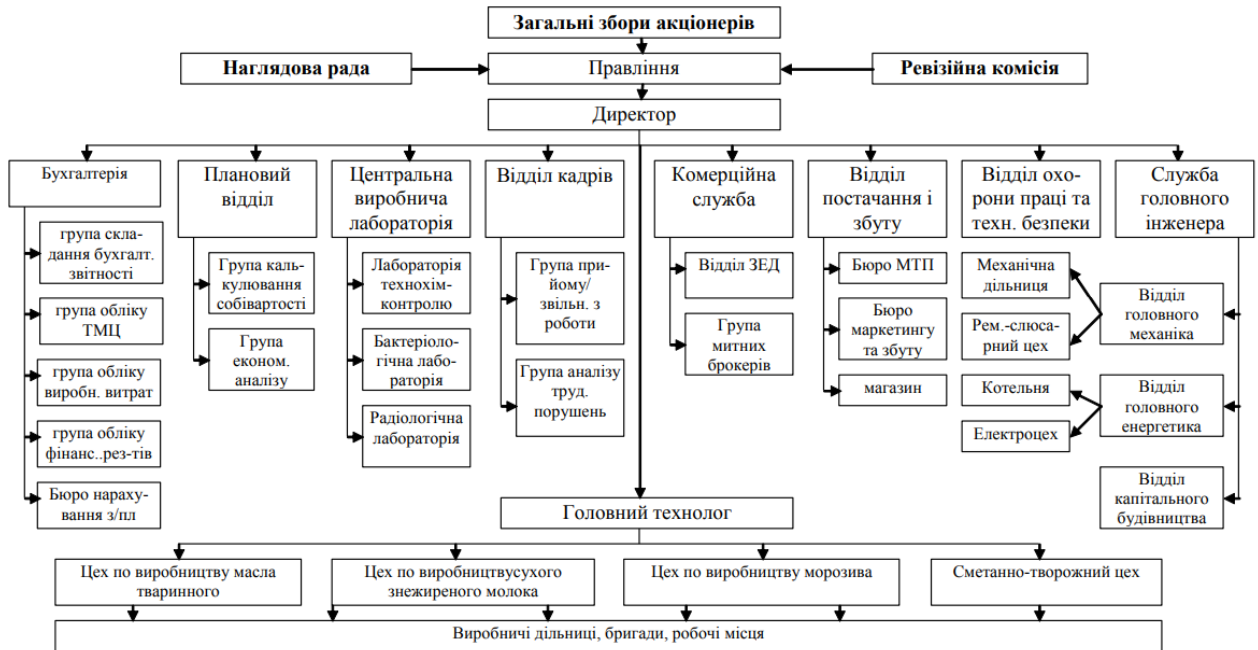 Загальні збори акціонерів
Наглядова рада
Правління
Ревізійна комісія
Директор
Бухгалтерія
Плановий
відділ
Центральна
виробнича
лабораторія
Відділ кадрів
Комерційна
служба
Відділ
постачання і
збуту
Відділ охо-
рони праці та
техн. безпеки
Служба
головного
інженера
група скла-
дання бухгалт.
звітності
група обліку
ТМЦ
група обліку
виробн. витрат
група обліку
фінанс..рез-тів
Бюро нараху-
вання з/пл
Група каль-
кулювання
собівартості
Група
економ.
аналізу
Лабораторія
технохім-
контролю
Бактеріоло-
гічна лабо-
раторія
Радіологічна
лабораторія
Група при-
йому/
звільн. з
роботи
Група аналізу
труд.
порушень
Відділ ЗЕД
Група
митних
брокерів
Бюро МТП
Бюро
маркетингу
та збуту
магазин
Механічна
дільниця
Рем.-слюса-
рний цех
Котельня
Електроцех
Відділ
головного
механіка
Відділ
головного
енергетика
Відділ
капітального
будівництва
Головний технолог
Цех по виробництву масла
тваринного
Цех по виробництвусухого
знежиреного молока
Цех по виробництву морозива
Сметанно-творожний цех
Виробничі дільниці, бригади, робочі місця